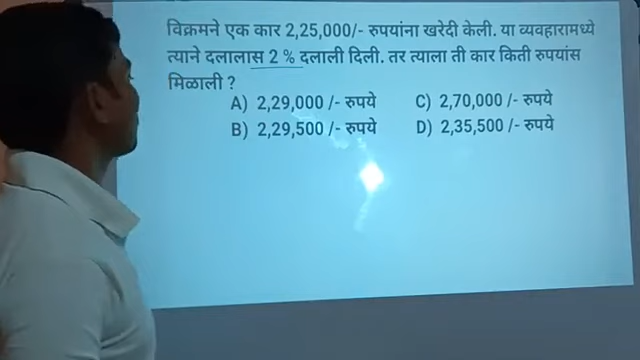 विक्रमने एक कार 2,25,000/- रुपयांना खरेदी केली. या व्यवहारामध्ये
त्याने दलालास 2 % दलाली दिली. तर त्याला ती कार किती रुपयांस
मिळाली ?
A) 2,29,000 /- रुपये C) 2,70,000 /- रुपये
B) 2,29,500 /- रुपये D) 2,35,500 /- रुपये